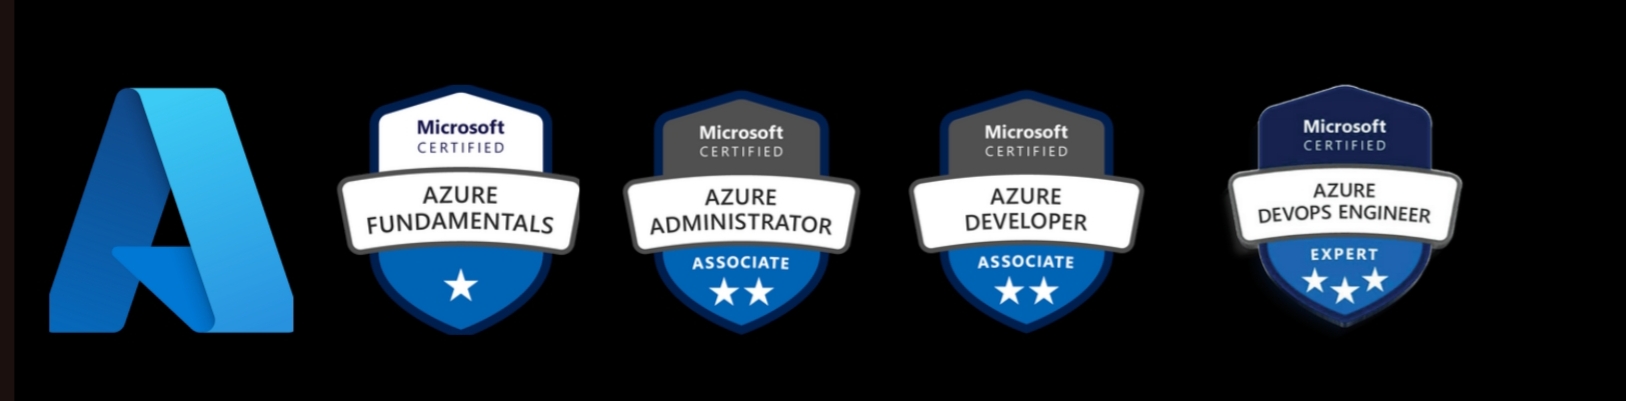 Microsoft
CERTIFIED
AZURE
FUNDAMENTALS
Microsoft
CERTIFIED
AZURE
ADMINISTRATOR
ASSOCIATE
Microsoft
CERTIFIED
AZURE
DEVELOPER
ASSOCIATE
Microsoft
CERTIFIED
AZURE
DEVOPS ENGINEER
EXPERT